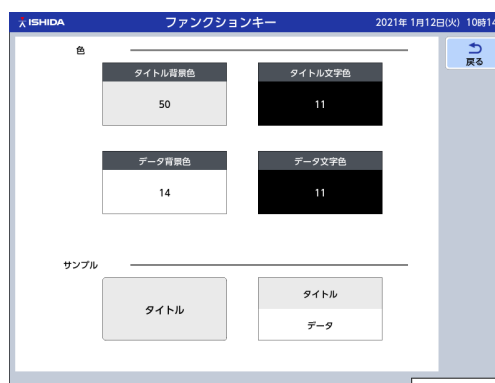 ISHIDA
ファンクションキー
2021年 1月12日(火) 10時14
戻る
色
タイトル背景色
50
タイトル文字色
11
データ背景色
14
データ文字色
11
サンプル
タイトル
タイトル
データ